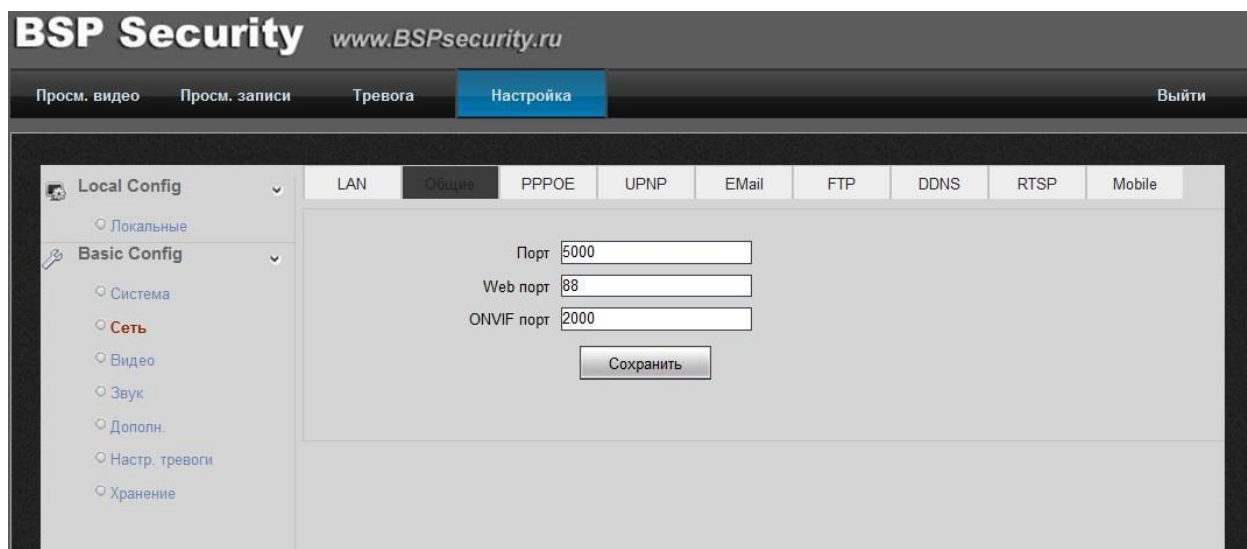 BSP Security www.BSPsecurity.ru
Просм. видео Просм. записи Тревога Настройка Выйти
Local Config
Локальные
Basic Config
Система
Сеть
Видео
Звук
Дополн.
Настр. тревоги
Хранение
LAN Общие PPPOE UPNP EMail FTP DDNS RTSP Mobile
Порт 5000
Web порт 88
ONVIF порт 2000
Сохранить